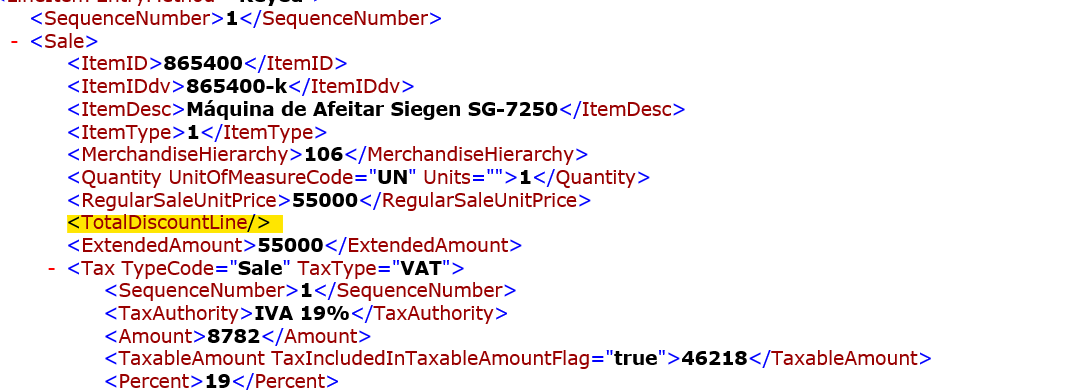 <SequenceNumber>1</SequenceNumber>
- <Sale>
<ItemID>865400</ItemID>
<ItemIDdv>865400-k</ItemIDdv>
<ItemDesc>Máquina de Afeitar Siegen SG-7250</ItemDesc>
<ItemType>1</ItemType>
<MerchandiseHierarchy>106</MerchandiseHierarchy>
<Quantity UnitOfMeasureCode="UN" Units="">1</Quantity>
<RegularSaleUnitPrice>55000</RegularSaleUnitPrice>
<TotalDiscountLine/>
<ExtendedAmount>55000</ExtendedAmount>
- <Tax TypeCode="Sale" TaxType="VAT">
<SequenceNumber>1</SequenceNumber>
<TaxAuthority>IVA 19%</TaxAuthority>
<Amount>8782</Amount>
<TaxableAmount TaxIncludedInTaxableAmountFlag="true">46218</TaxableAmount>
<Percent>19</Percent>